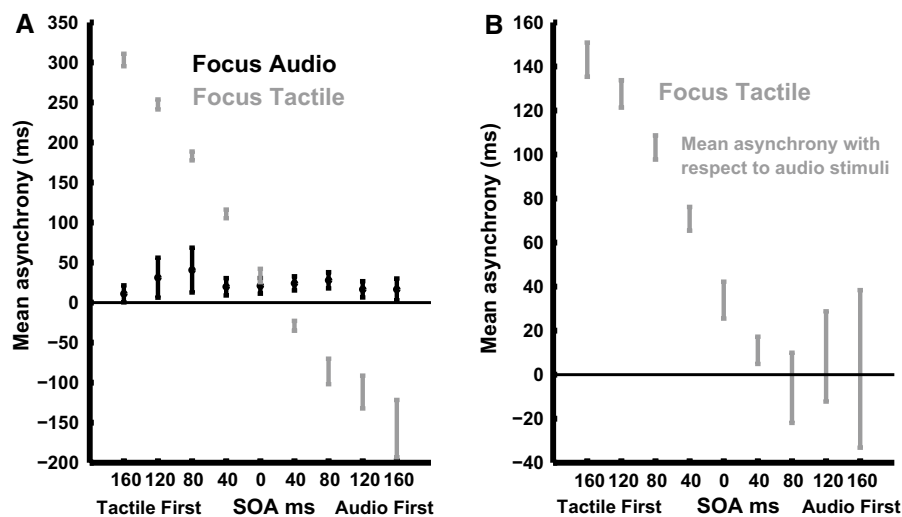 A
Mean asynchrony (ms)
350
300
250
200
150
100
50
0
−50
−100
−150
−200
Focus Audio
Focus Tactile
160 120 80 40 0 40 80 120 160
Tactile First SOA ms Audio First
B
Mean asynchrony (ms)
160
140
120
100
80
60
40
20
0
−20
−40
Focus Tactile
Mean asynchrony with
respect to audio stimuli
160 120 80 40 0 40 80 120 160
Tactile First SOA ms Audio First